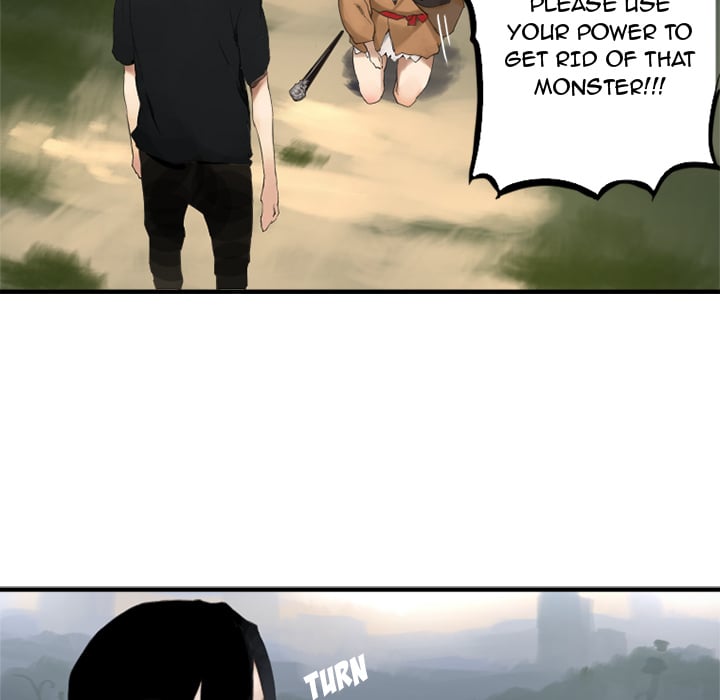 PLEASE USE
YOUR POWER TO
GET RID OF THAT
MONSTER!!!
TURN